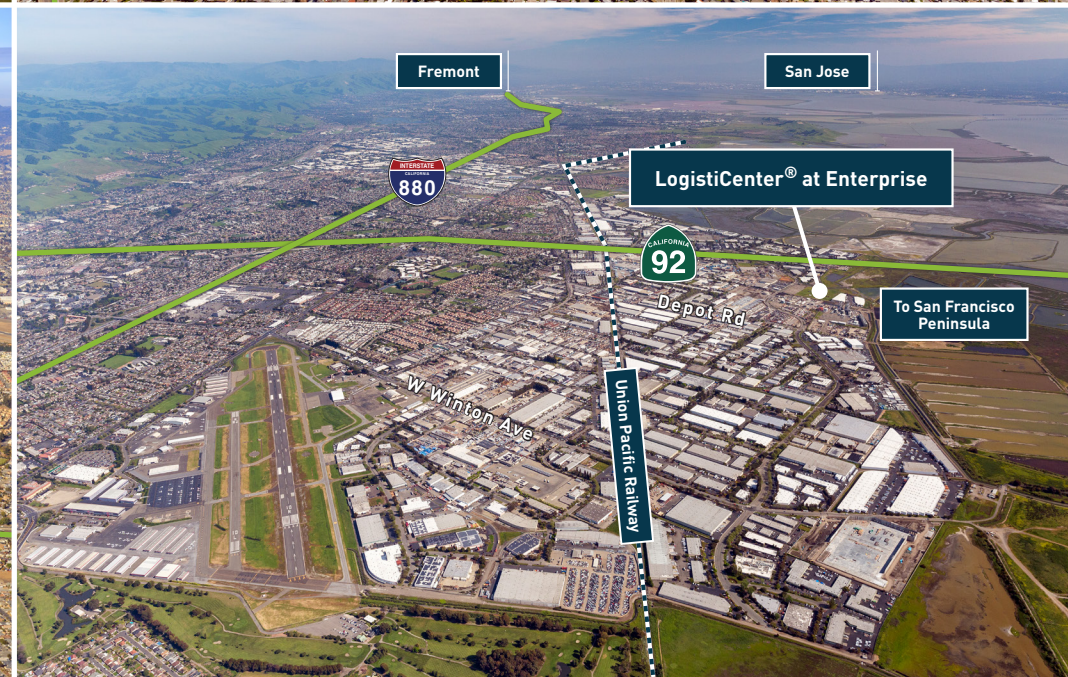 Fremont
San Jose
INTERSTATE
CALIFORNIA
880
LogistiCenter® at Enterprise
CALIFORNIA
92
Depot Rd
To San Francisco
Peninsula
W Winton Ave
Union Pacific Railway